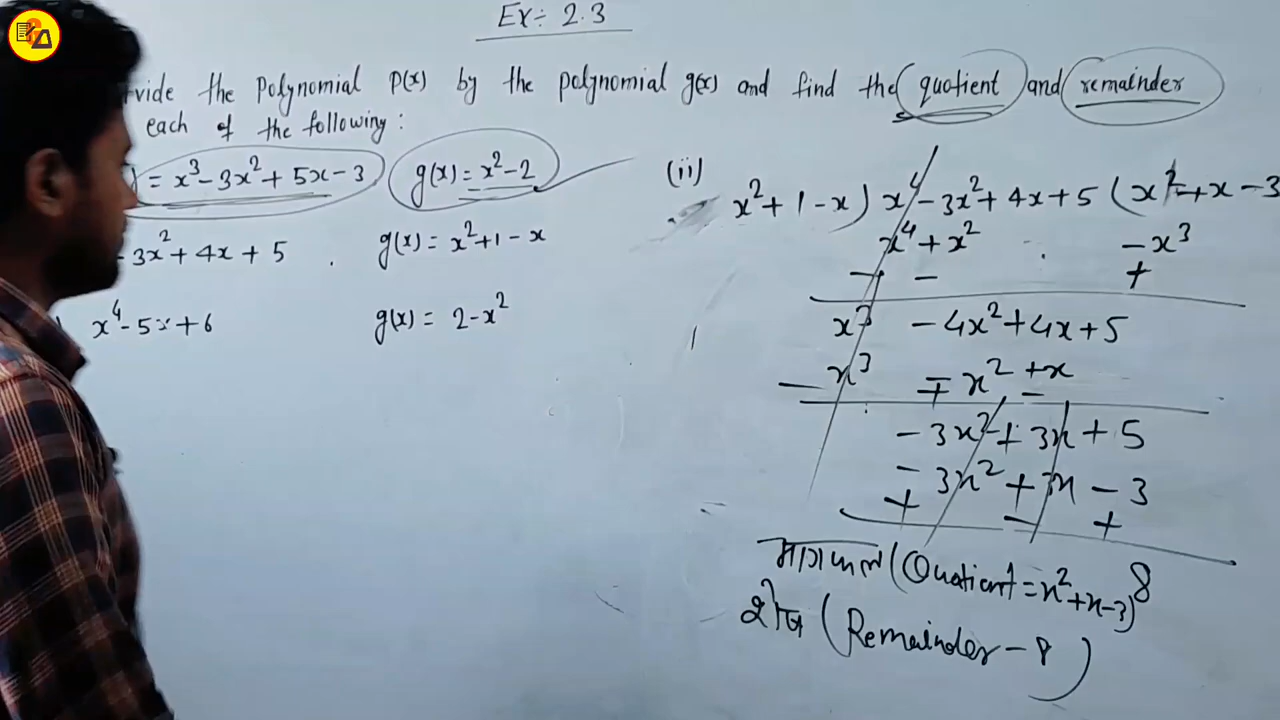 Ex÷ 2.3
vide the Polynomial P(x) by the polynomial g(x) and find the quotient and remainder
each of the following:
) = x³ - 3x² + 5x - 3 g(x) = x² - 2
- 3x² + 4x + 5 , g(x) = x² + 1 - x
x⁴ - 5x + 6 g(x) = 2 - x²
(ii)
x² + 1 - x ) x⁴ - 3x² + 4x + 5 ( x² + x - 3
x⁴ + x² - x³
- - +
x³ - 4x² + 4x + 5
x³ - x² + x
- + -
- 3x² + 3x + 5
- 3x² + 3x - 3
+ - +
8
भागफल (Quotient = x² + x - 3)
शेष (Remainder - 8)